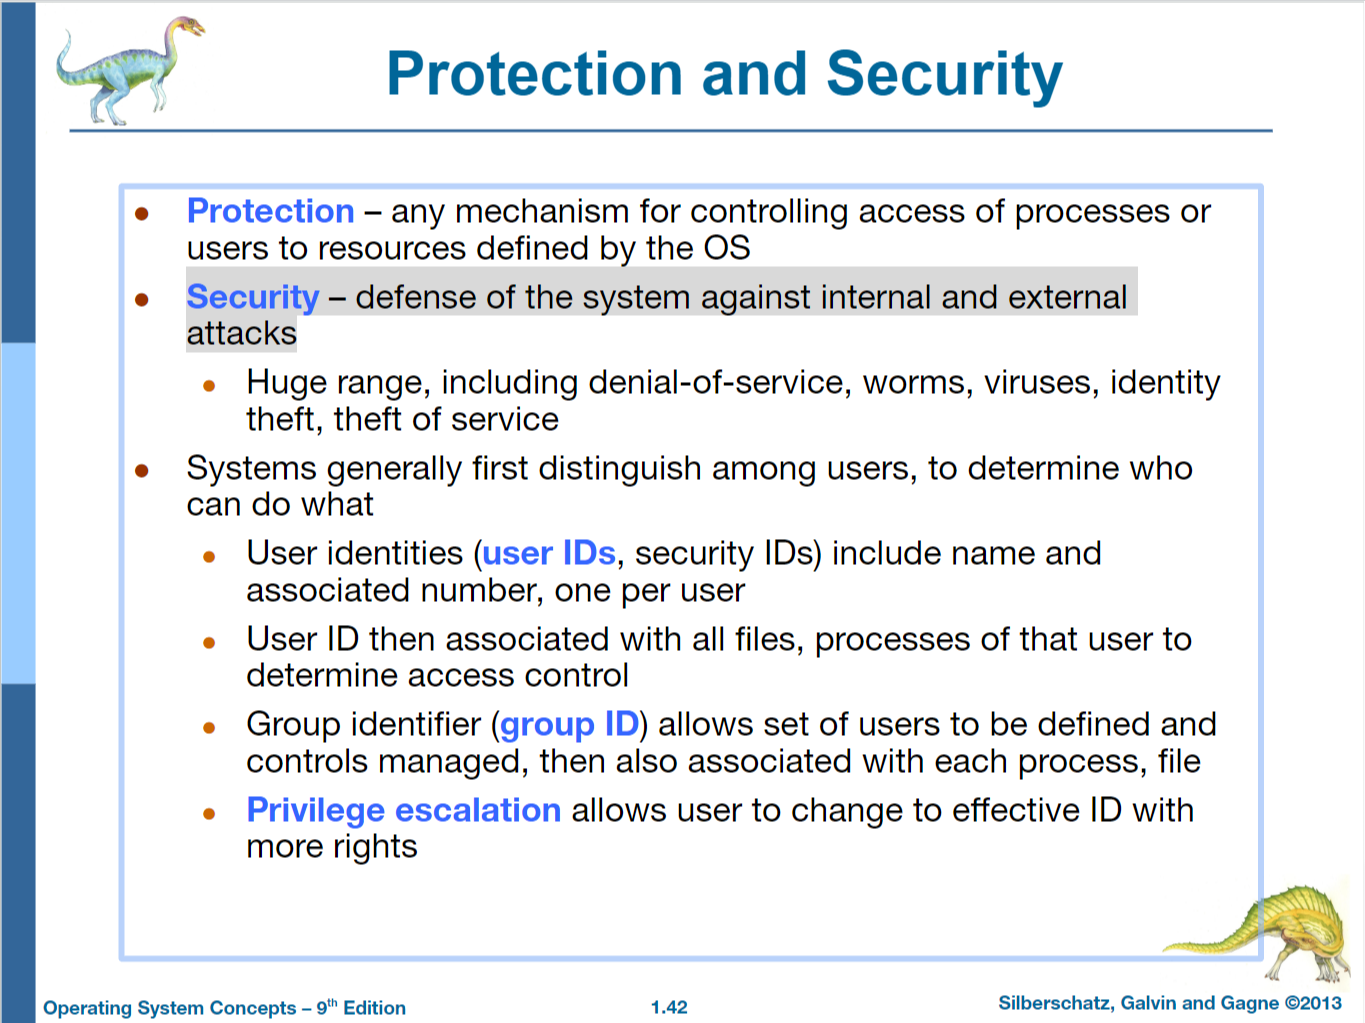 Protection and Security
• Protection – any mechanism for controlling access of processes or
users to resources defined by the OS
• Security – defense of the system against internal and external
attacks
• Huge range, including denial-of-service, worms, viruses, identity
theft, theft of service
• Systems generally first distinguish among users, to determine who
can do what
• User identities (user IDs, security IDs) include name and
associated number, one per user
• User ID then associated with all files, processes of that user to
determine access control
• Group identifier (group ID) allows set of users to be defined and
controls managed, then also associated with each process, file
• Privilege escalation allows user to change to effective ID with
more rights
Operating System Concepts – 9th Edition
1.42
Silberschatz, Galvin and Gagne ©2013